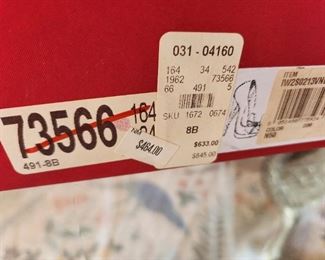 031 - 04160
164 34 542
1962 73566
66 491 5
SKU 1672 0674
8B
$633.00
$645.00
73566
164
491-8B
$464.00
ITEM
COLOR